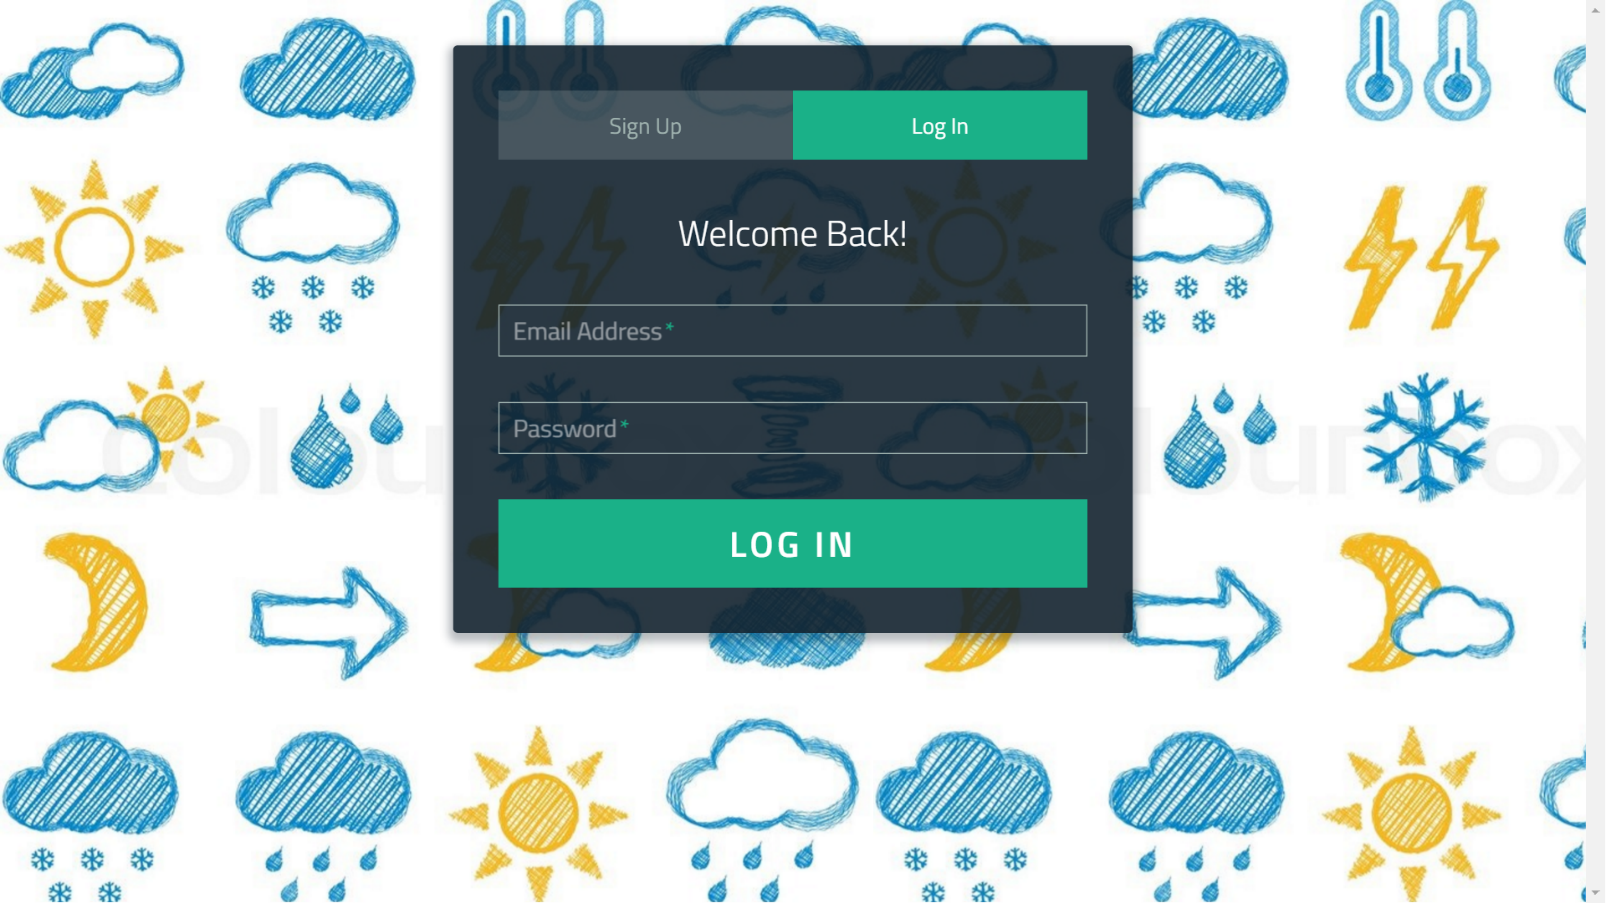 Sign Up
Log In
Welcome Back!
Email Address*
Password*
LOG IN